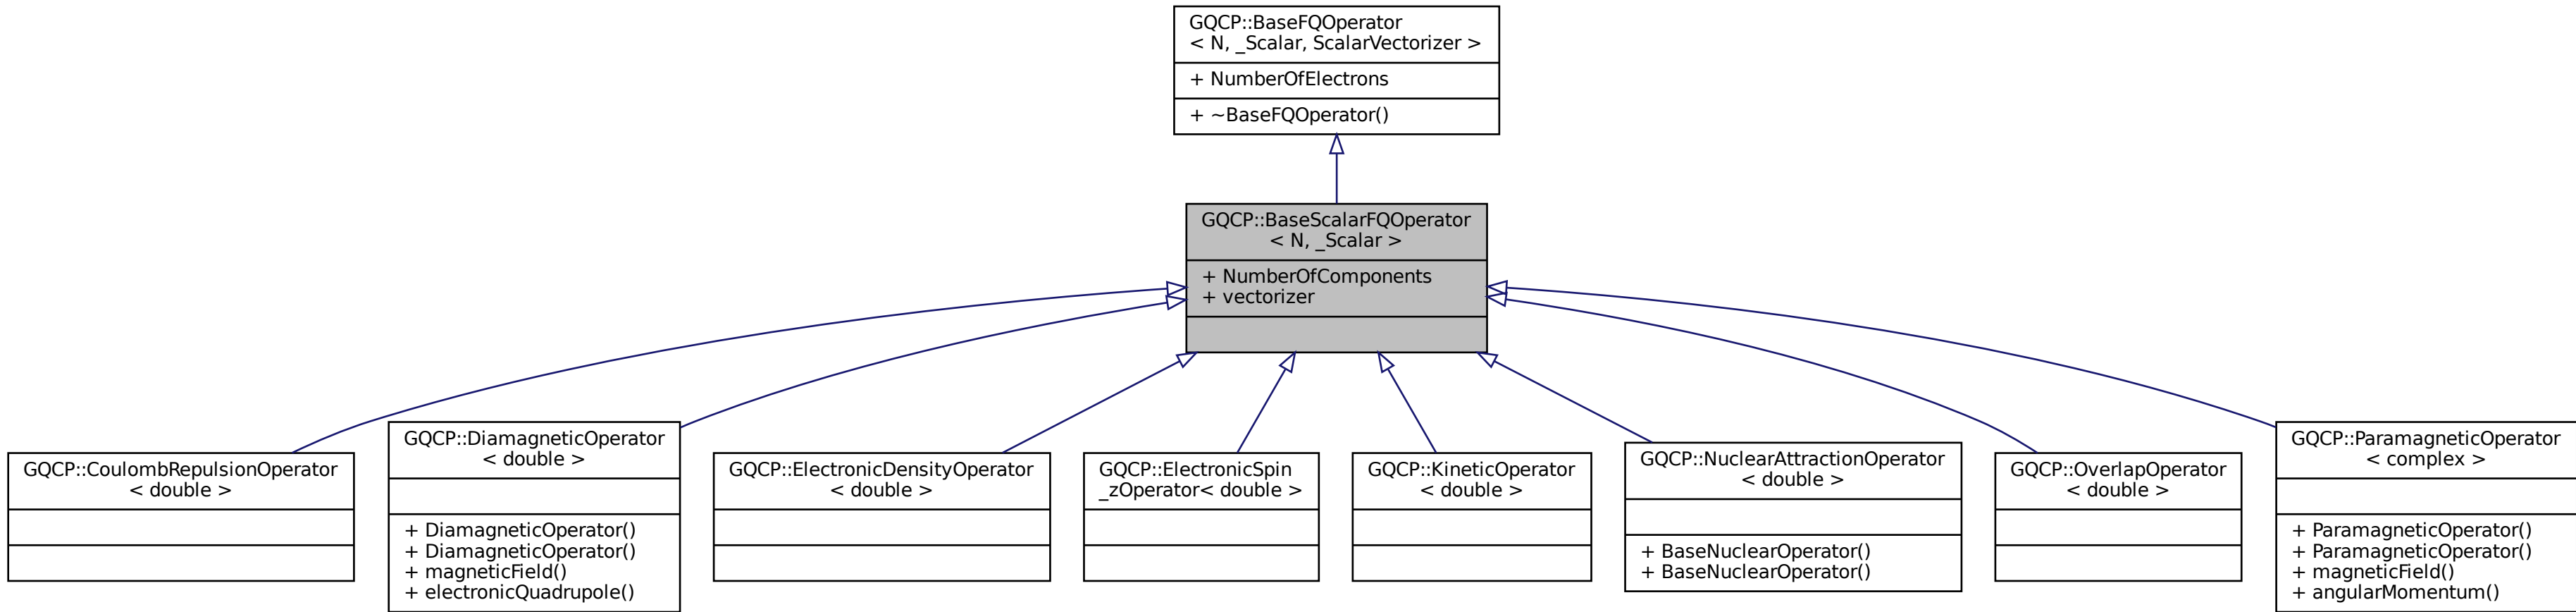 GQCP::BaseFQOperator
< N, _Scalar, ScalarVectorizer >
+ NumberOfElectrons
+ ~BaseFQOperator()
GQCP::BaseScalarFQOperator
< N, _Scalar >
+ NumberOfComponents
+ vectorizer
GQCP::CoulombRepulsionOperator
< double >
GQCP::DiamagneticOperator
< double >
+ DiamagneticOperator()
+ DiamagneticOperator()
+ magneticField()
+ electronicQuadrupole()
GQCP::ElectronicDensityOperator
< double >
GQCP::ElectronicSpin
_zOperator< double >
GQCP::KineticOperator
< double >
GQCP::NuclearAttractionOperator
< double >
+ BaseNuclearOperator()
+ BaseNuclearOperator()
GQCP::OverlapOperator
< double >
GQCP::ParamagneticOperator
< complex >
+ ParamagneticOperator()
+ ParamagneticOperator()
+ magneticField()
+ angularMomentum()